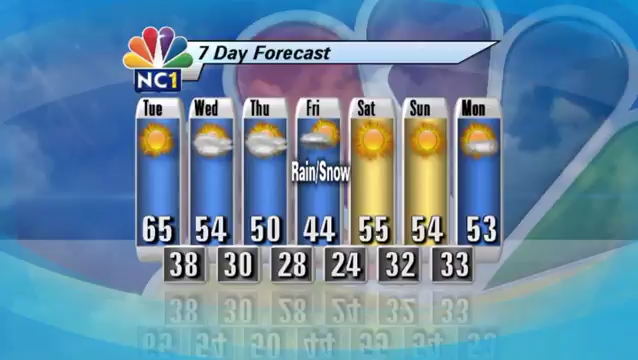 7 Day Forecast
NC1
Tue Wed Thu Fri Sat Sun Mon
Rain/Snow
65 54 50 44 55 54 53
38 30 28 24 32 33